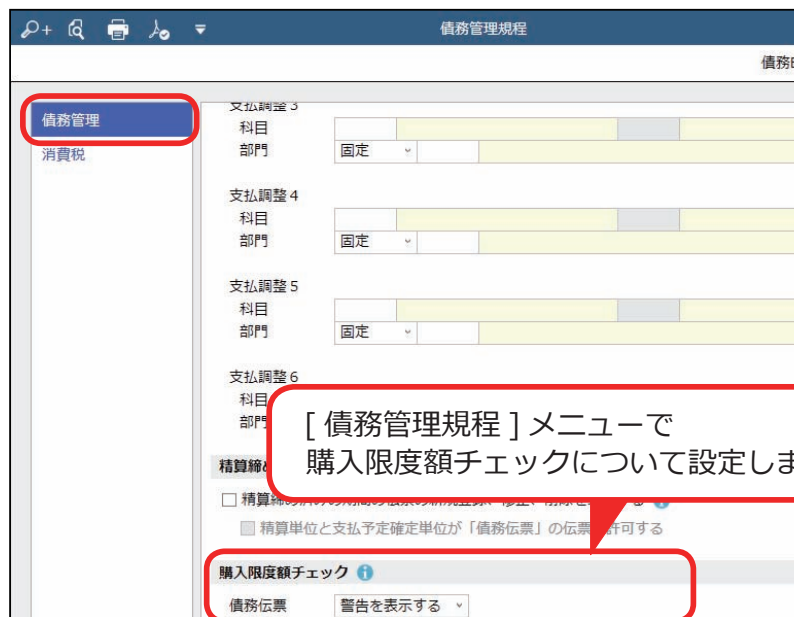 債務管理規程
債務
債務管理
消費税
支払調整3
科目
部門 固定
支払調整4
科目
部門 固定
支払調整5
科目
部門 固定
支払調整6
科目
部門
[ 債務管理規程 ] メニューで
購入限度額チェックについて設定しま
精算締め
精算単位と支払予定確定単位が「債務伝票」の伝票 許可する
購入限度額チェック
債務伝票 警告を表示する